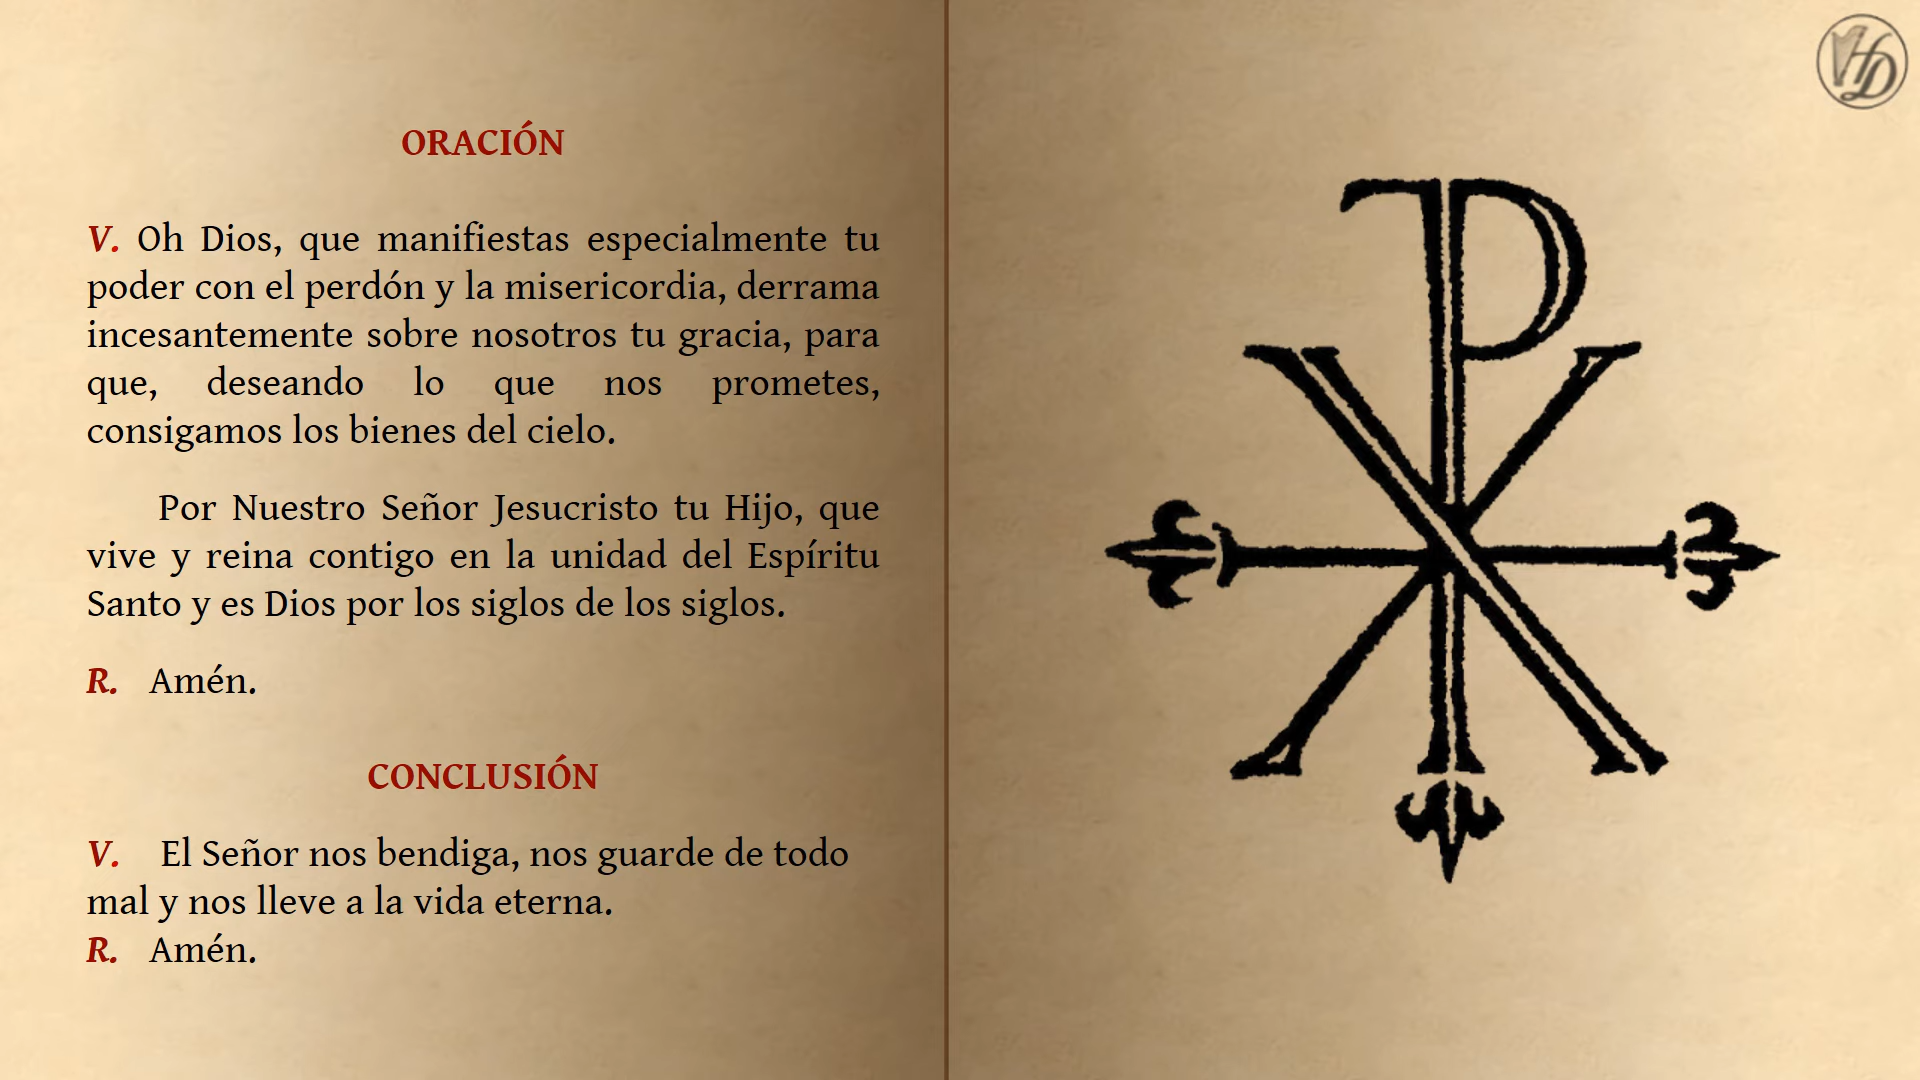 ORACIÓN
V. Oh Dios, que manifiestas especialmente tu
poder con el perdón y la misericordia, derrama
incesantemente sobre nosotros tu gracia, para
que, deseando lo que nos prometes,
consigamos los bienes del cielo.
Por Nuestro Señor Jesucristo tu Hijo, que
vive y reina contigo en la unidad del Espíritu
Santo y es Dios por los siglos de los siglos.
R. Amén.
CONCLUSIÓN
V. El Señor nos bendiga, nos guarde de todo
mal y nos lleve a la vida eterna.
R. Amén.
HD